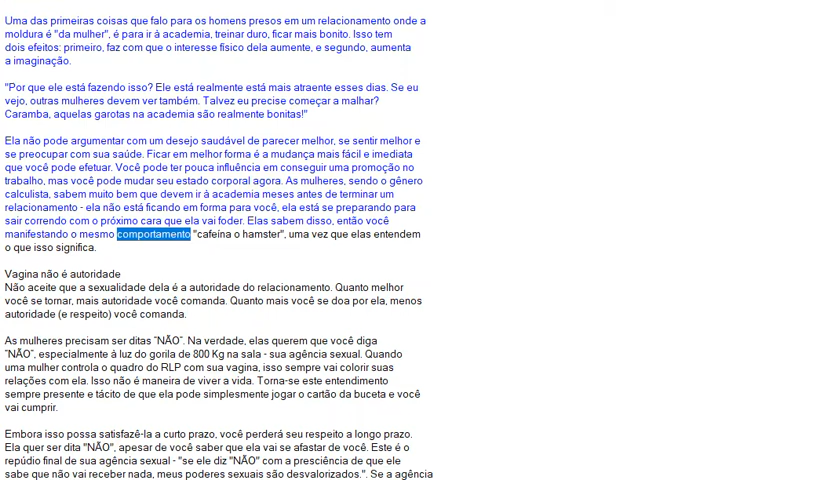 Uma das primeiras coisas que falo para os homens presos em um relacionamento onde a
moldura é "da mulher", é para ir à academia, treinar duro, ficar mais bonito. Isso tem
dois efeitos: primeiro, faz com que o interesse físico dela aumente, e segundo, aumenta
a imaginação.
"Por que ele está fazendo isso? Ele está realmente está mais atraente esses dias. Se eu
vejo, outras mulheres devem ver também. Talvez eu precise começar a malhar?
Caramba, aquelas garotas na academia são realmente bonitas!"
Ela não pode argumentar com um desejo saudável de parecer melhor, se sentir melhor e
se preocupar com sua saúde. Ficar em melhor forma é a mudança mais fácil e imediata
que você pode efetuar. Você pode ter pouca influência em conseguir uma promoção no
trabalho, mas você pode mudar seu estado corporal agora. As mulheres, sendo o gênero
calculista, sabem muito bem que devem ir à academia meses antes de terminar um
relacionamento - ela não está ficando em forma para você, ela está se preparando para
sair correndo com o próximo cara que ela vai foder. Elas sabem disso, então você
manifestando o mesmo comportamento "cafeína o hamster", uma vez que elas entendem
o que isso significa.
Vagina não é autoridade
Não aceite que a sexualidade dela é a autoridade do relacionamento. Quanto melhor
você se tornar, mais autoridade você comanda. Quanto mais você se doa por ela, menos
autoridade (e respeito) você comanda.
As mulheres precisam ser ditas "NÃO". Na verdade, elas querem que você diga
"NÃO", especialmente à luz do gorila de 800 Kg na sala - sua agência sexual. Quando
uma mulher controla o quadro do RLP com sua vagina, isso sempre vai colorir suas
relações com ela. Isso não é maneira de viver a vida. Torna-se este entendimento
sempre presente e tácito de que ela pode simplesmente jogar o cartão da buceta e você
vai cumprir.
Embora isso possa satisfazê-la a curto prazo, você perderá seu respeito a longo prazo.
Ela quer ser dita "NÃO", apesar de você saber que ela vai se afastar de você. Este é o
repúdio final de sua agência sexual - "se ele diz "NÃO" com a presciência de que ele
sabe que não vai receber nada, meus poderes sexuais são desvalorizados.". Se a agência